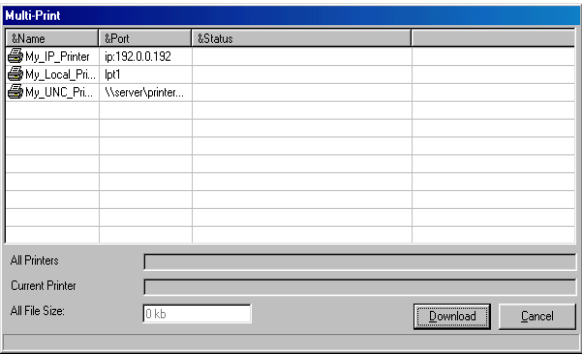 Multi-Print
&Name &Port &Status
My_IP_Printer ip:192.0.0.192
My_Local_Pri... lpt1
My_UNC_Pri... \\server\printer...
All Printers
Current Printer
All File Size: 0 kb Download Cancel